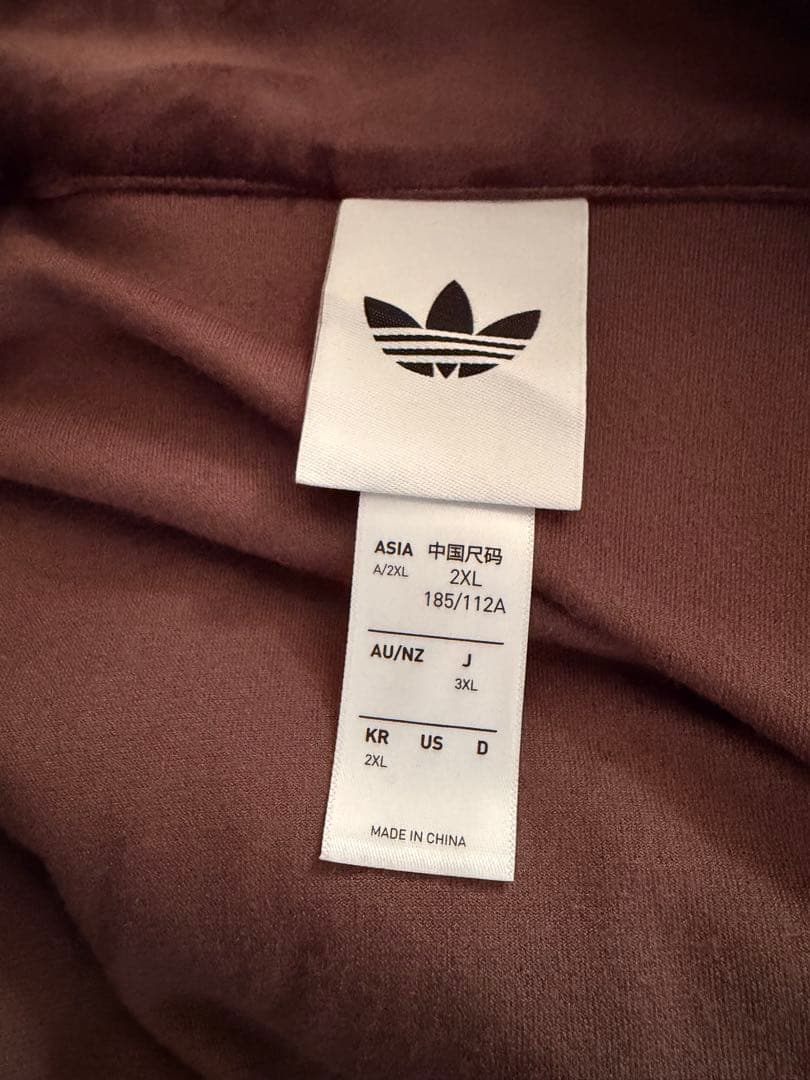 ASIA 中国尺码
A/2XL 2XL
185/112A
AU/NZ J
3XL
KR US D
2XL
MADE IN CHINA